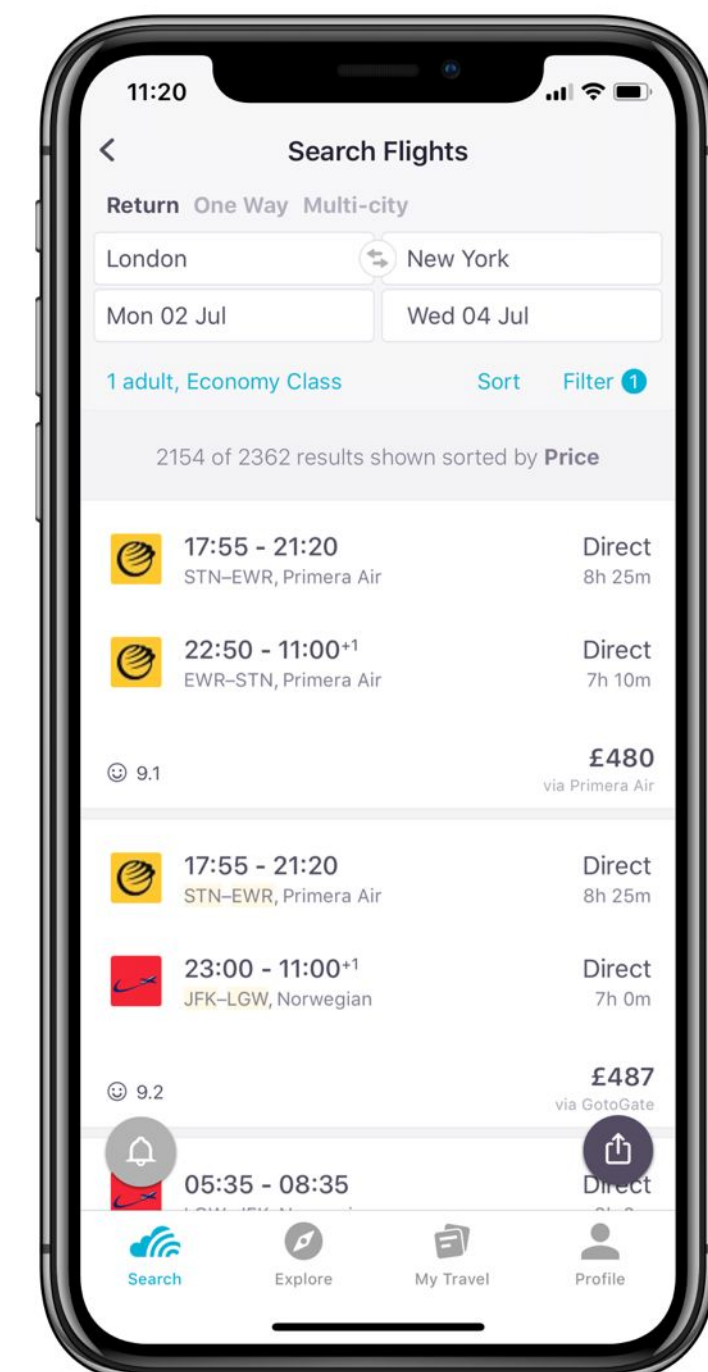 11:20
Search Flights
Return One Way Multi-city
London New York
Mon 02 Jul Wed 04 Jul
1 adult, Economy Class Sort Filter 1
2154 of 2362 results shown sorted by Price
17:55 - 21:20 Direct
STN–EWR, Primera Air 8h 25m
22:50 - 11:00+1 Direct
EWR–STN, Primera Air 7h 10m
9.1 £480
via Primera Air
17:55 - 21:20 Direct
STN–EWR, Primera Air 8h 25m
23:00 - 11:00+1 Direct
JFK–LGW, Norwegian 7h 0m
9.2 £487
via GotoGate
05:35 - 08:35 Direct
Search Explore My Travel Profile